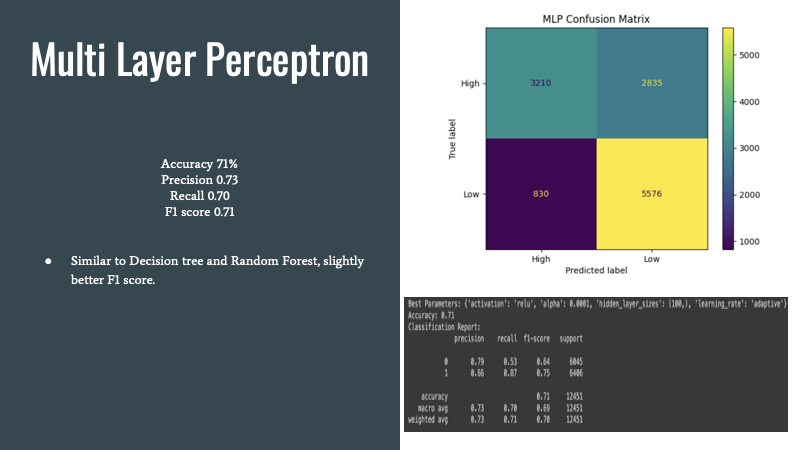 Multi Layer Perceptron
Accuracy 71%
Precision 0.73
Recall 0.70
F1 score 0.71
● Similar to Decision tree and Random Forest, slightly
better F1 score.
MLP Confusion Matrix
True label
High
3210 2835
Low
830 5576
High Low
Predicted label
5000
4000
3000
2000
1000
Best Parameters: {'activation': 'relu', 'alpha': 0.0001, 'hidden_layer_sizes': (100,), 'learning_rate': 'adaptive'}
Accuracy: 0.71
Classification Report:
precision recall f1-score support
0 0.79 0.53 0.64 6045
1 0.66 0.87 0.75 6406
accuracy 0.71 12451
macro avg 0.73 0.70 0.69 12451
weighted avg 0.73 0.71 0.70 12451